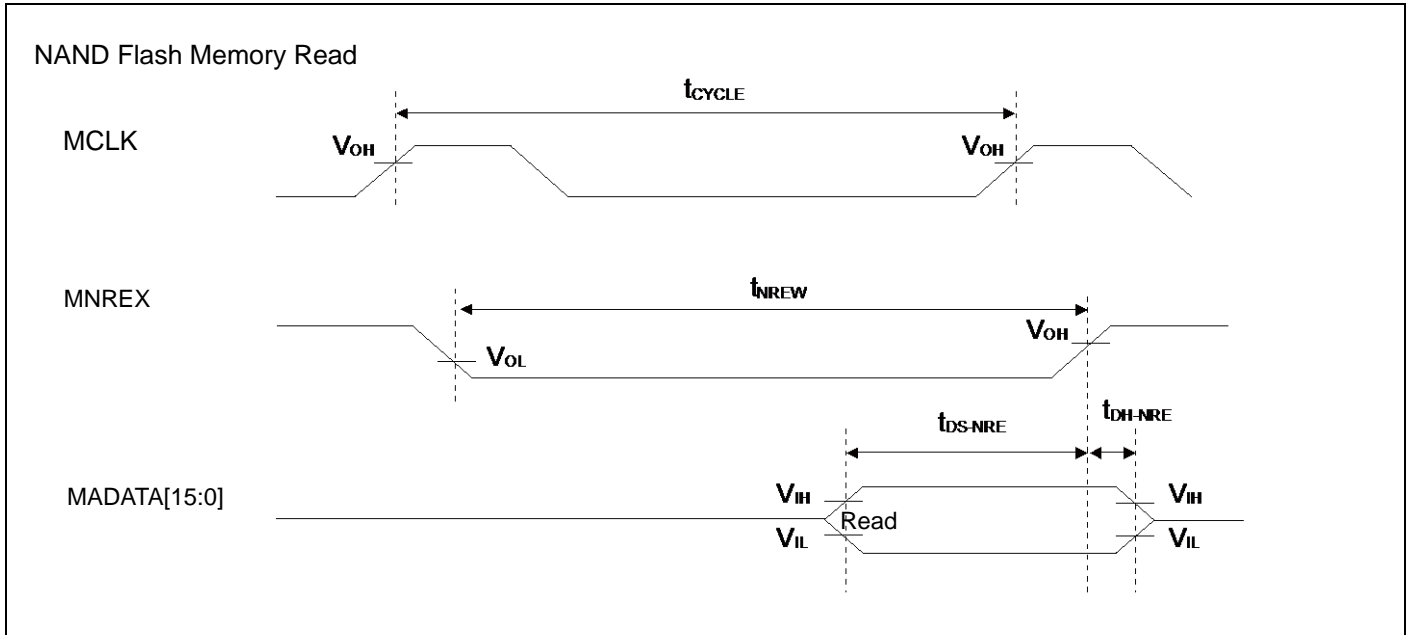 NAND Flash Memory Read
tCYCLE
MCLK
VOH
VOH
MNREX
tNREW
VOH
VOL
tDS-NRE
tDH-NRE
MADATA[15:0]
VIH
VIH
Read
VIL
VIL